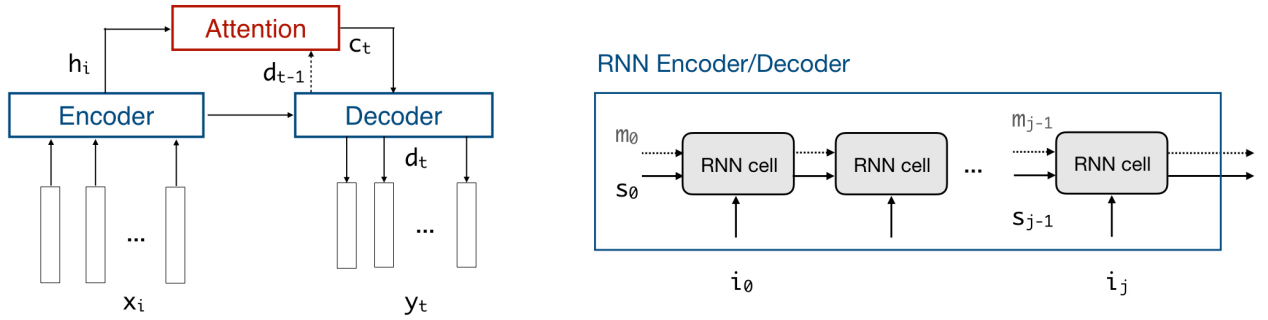 Attention
hᵢ
cₜ
dₜ₋₁
Encoder
Decoder
dₜ
...
...
xᵢ
yₜ
RNN Encoder/Decoder
m₀
mⱼ₋₁
RNN cell
RNN cell
...
RNN cell
s₀
sⱼ₋₁
i₀
iⱼ